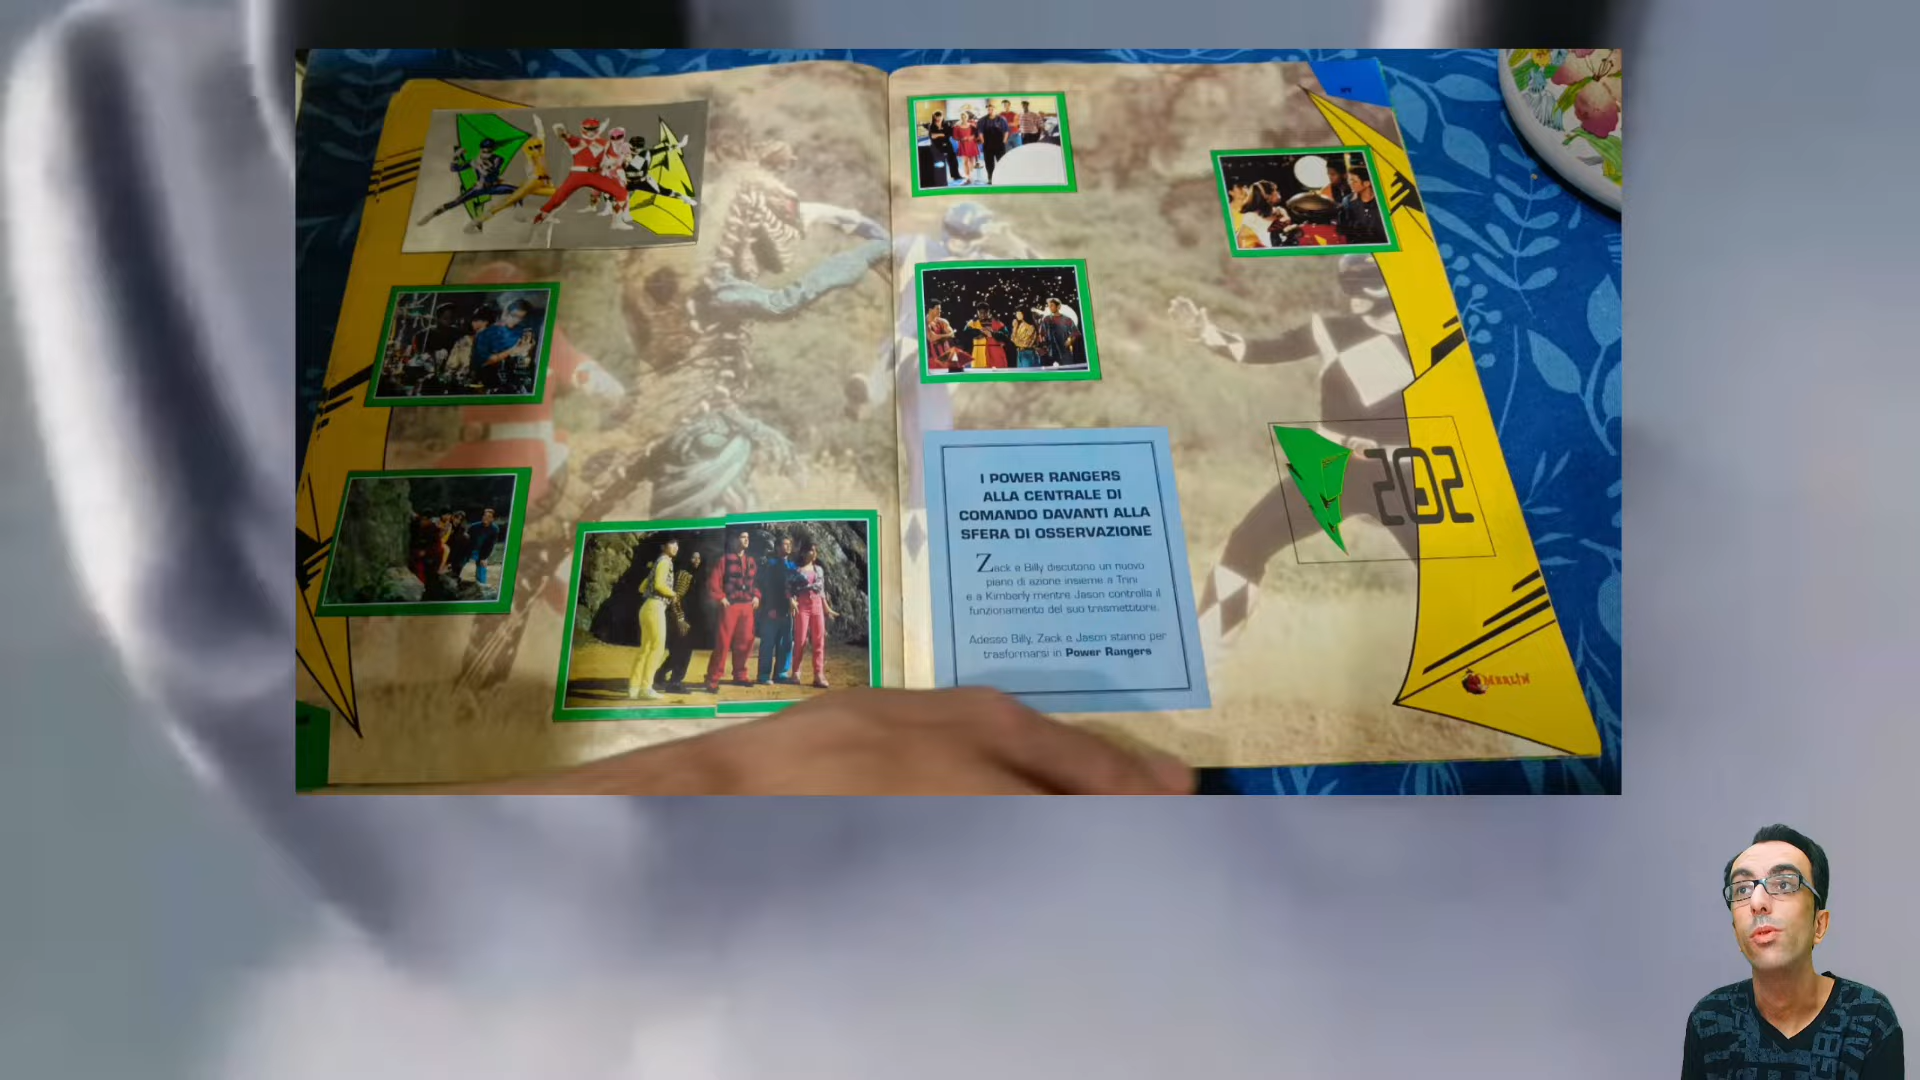 I POWER RANGERS
ALLA CENTRALE DI
COMANDO DAVANTI ALLA
SFERA DI OSSERVAZIONE
Zack e Billy discutono un nuovo
piano di azione insieme a Trini
e a Kimberly mentre Jason controlla il
funzionamento del suo trasmettitore.
Adesso Billy, Zack e Jason stanno per
trasformarsi in Power Rangers
202
MERLIN